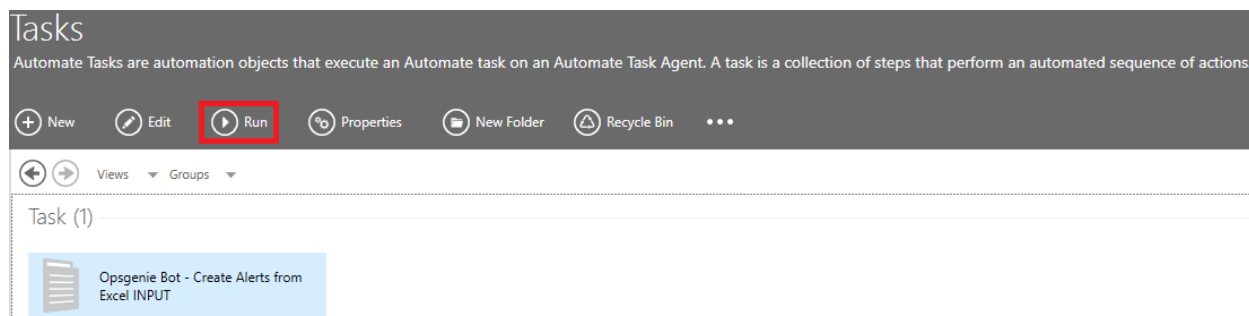 Tasks
Automate Tasks are automation objects that execute an Automate task on an Automate Task Agent. A task is a collection of steps that perform an automated sequence of actions
New Edit Run Properties New Folder Recycle Bin •••
Views Groups
Task (1)
Opsgenie Bot - Create Alerts from
Excel INPUT